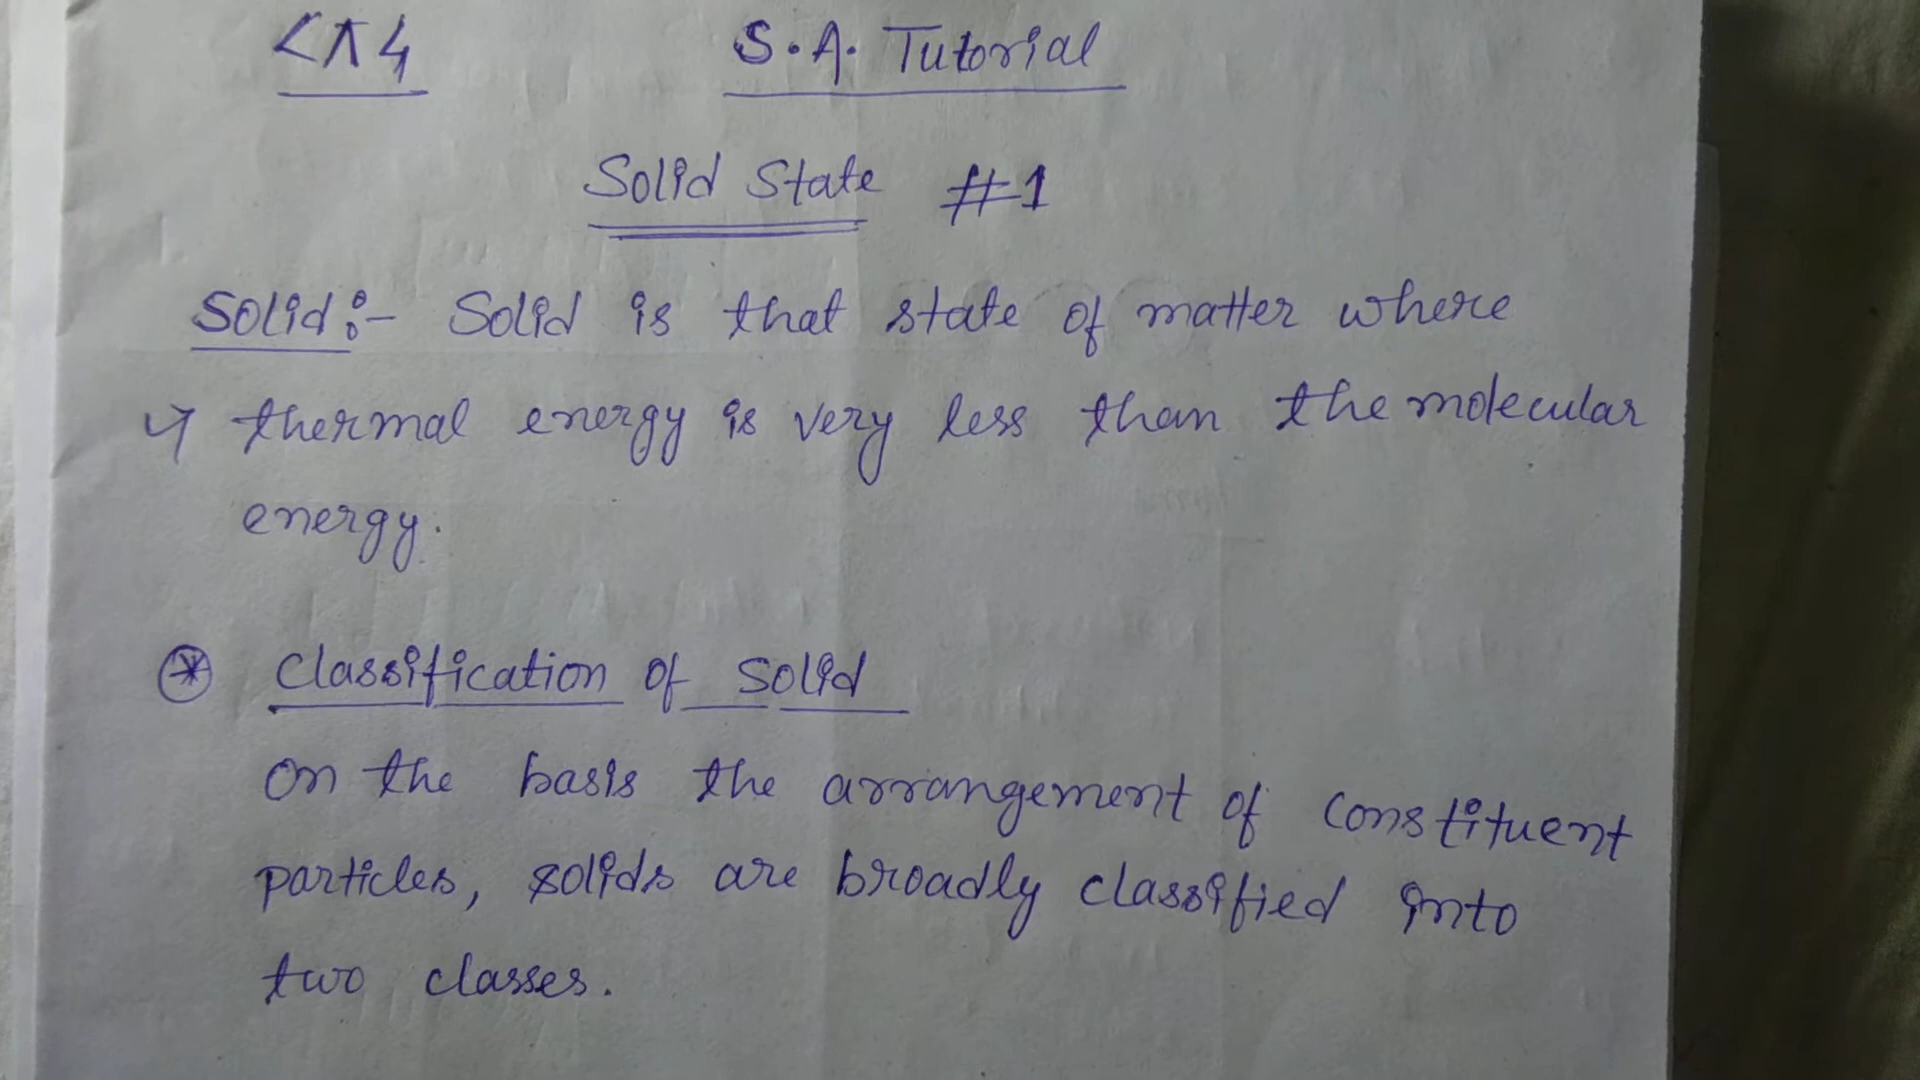 S.A. Tutorial
Solid State #1
Solid:- Solid is that state of matter where
thermal energy is very less than the molecular
energy.
Classification of Solid
on the basis the arrangement of constituent
particles, solids are broadly classified into
two classes.